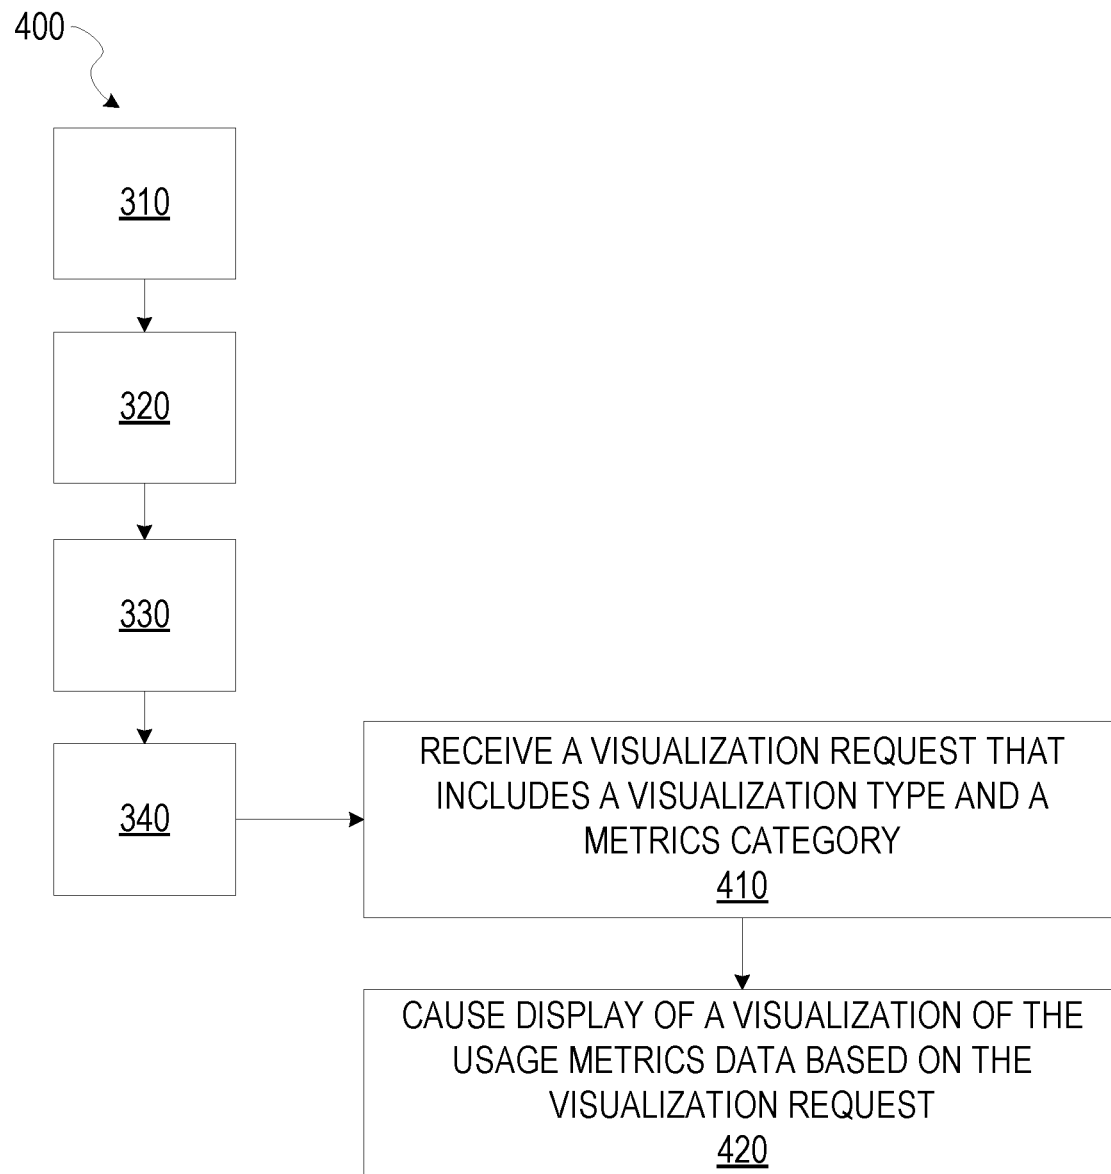 400
310
320
330
340
RECEIVE A VISUALIZATION REQUEST THAT
INCLUDES A VISUALIZATION TYPE AND A
METRICS CATEGORY
410
CAUSE DISPLAY OF A VISUALIZATION OF THE
USAGE METRICS DATA BASED ON THE
VISUALIZATION REQUEST
420